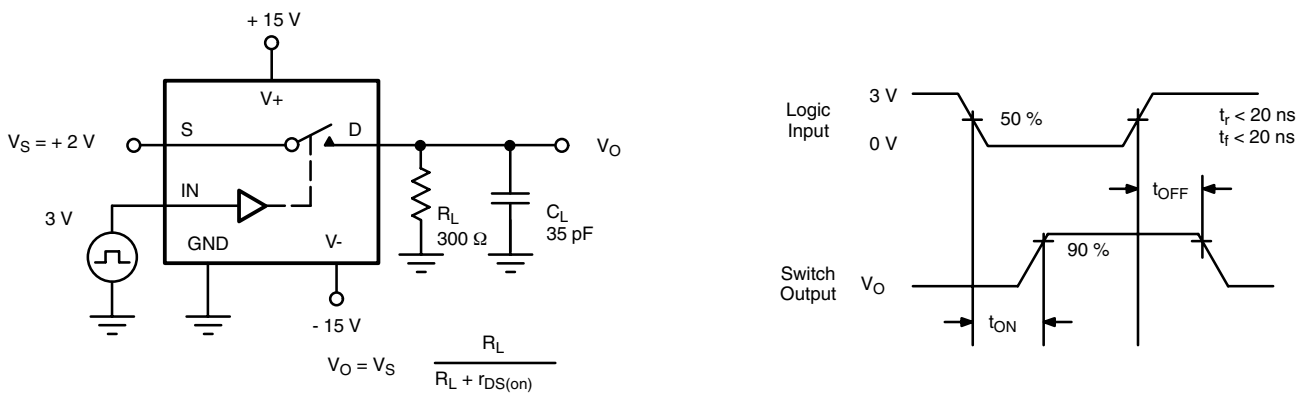 + 15 V
V+
V_S = + 2 V
S
D
V_O
IN
3 V
R_L
300 Ω
C_L
35 pF
GND
V-
- 15 V
V_O = V_S R_L / R_L + r_DS(on)
Logic
Input
3 V
0 V
50 %
t_r < 20 ns
t_f < 20 ns
t_OFF
Switch
Output
V_O
90 %
t_ON